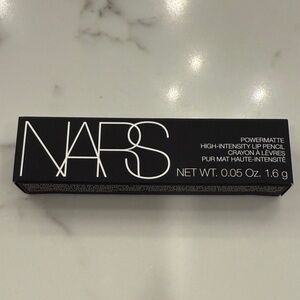 NARS
POWERMATTE
HIGH-INTENSITY LIP PENCIL
CRAYON À LÈVRES
PUR MAT HAUTE-INTENSITÉ
NET WT. 0.05 Oz. 1.6 g